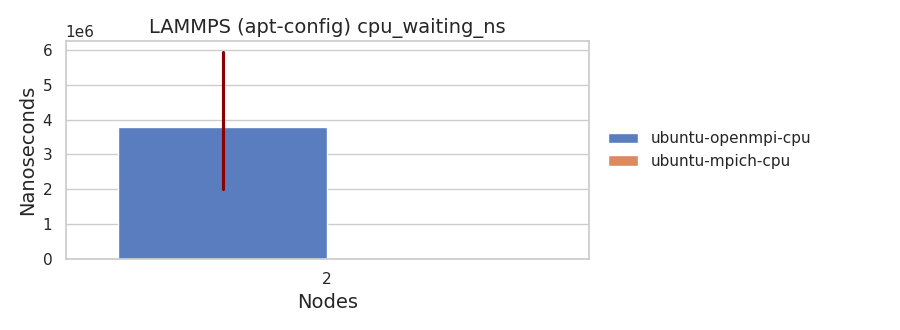 LAMMPS (apt-config) cpu_waiting_ns
1e6
6
5
4
3
2
1
0
Nanoseconds
2
Nodes
ubuntu-openmpi-cpu
ubuntu-mpich-cpu